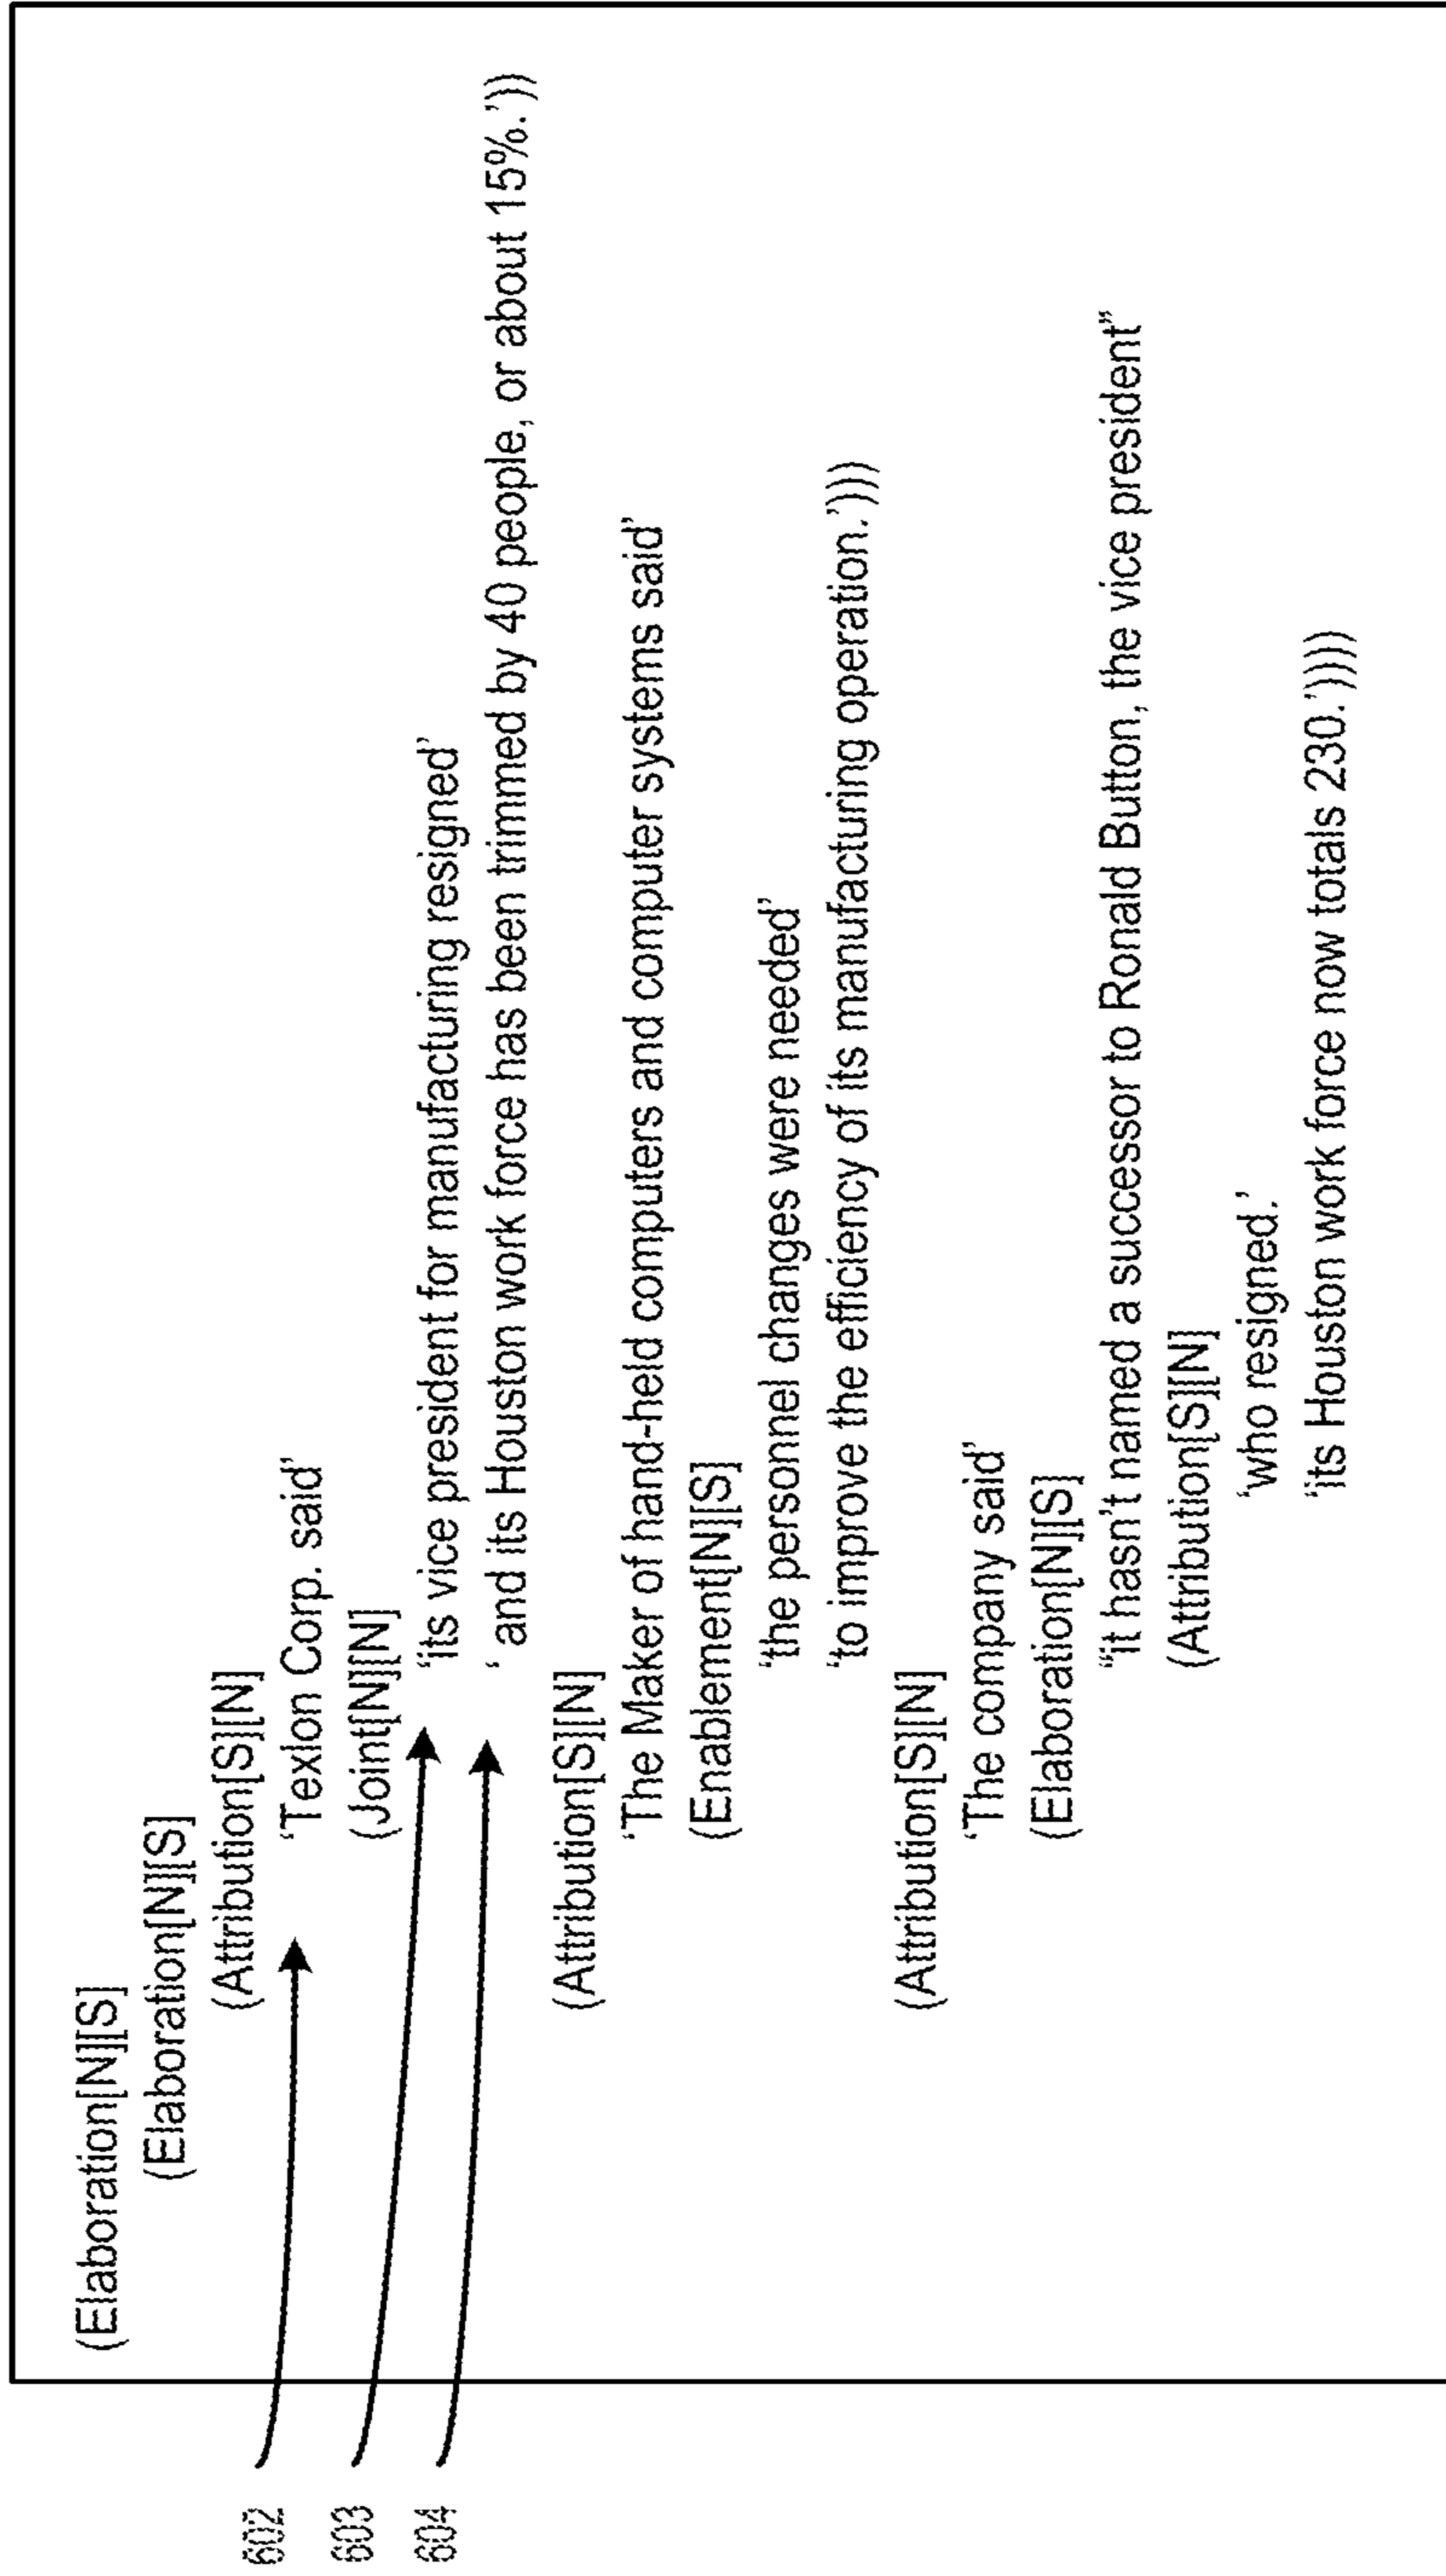 (Elaboration[N][S]
(Elaboration[N][S]
(Attribution[S][N]
602 ‘Texlon Corp. said’
(Joint[N][N]
603 ‘its vice president for manufacturing resigned’
604 ‘ and its Houston work force has been trimmed by 40 people, or about 15%.’))
(Attribution[S][N]
‘The Maker of hand-held computers and computer systems said’
(Enablement[N][S]
‘the personnel changes were needed’
‘to improve the efficiency of its manufacturing operation.’))))
(Attribution[S][N]
‘The company said’
(Elaboration[N][S]
“it hasn’t named a successor to Ronald Button, the vice president”
(Attribution[S][N]
‘who resigned.’
‘its Houston work force now totals 230.’)))))